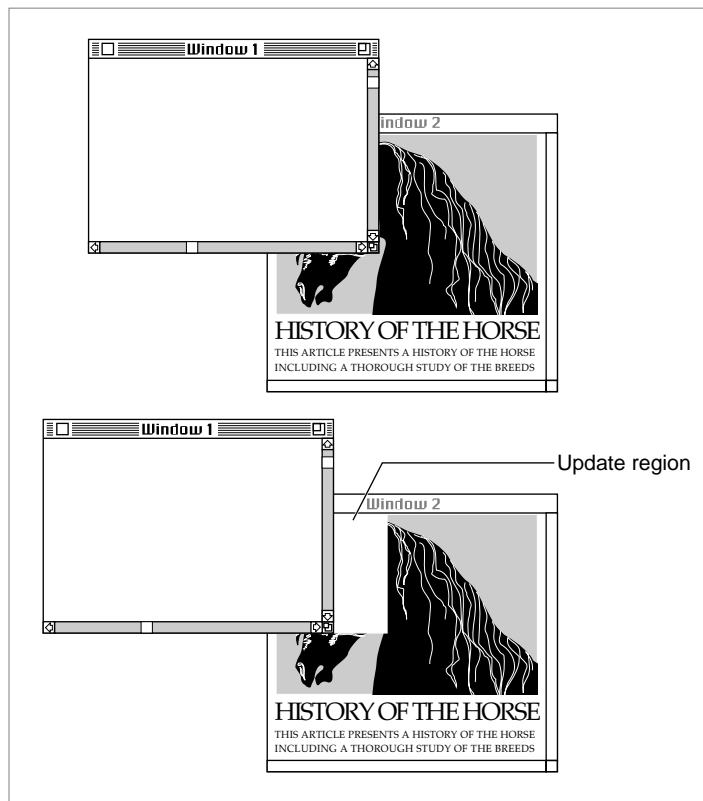 Window 1
indow 2
HISTORY OF THE HORSE
THIS ARTICLE PRESENTS A HISTORY OF THE HORSE
INCLUDING A THOROUGH STUDY OF THE BREEDS
Window 1
Update region
Window 2
HISTORY OF THE HORSE
THIS ARTICLE PRESENTS A HISTORY OF THE HORSE
INCLUDING A THOROUGH STUDY OF THE BREEDS